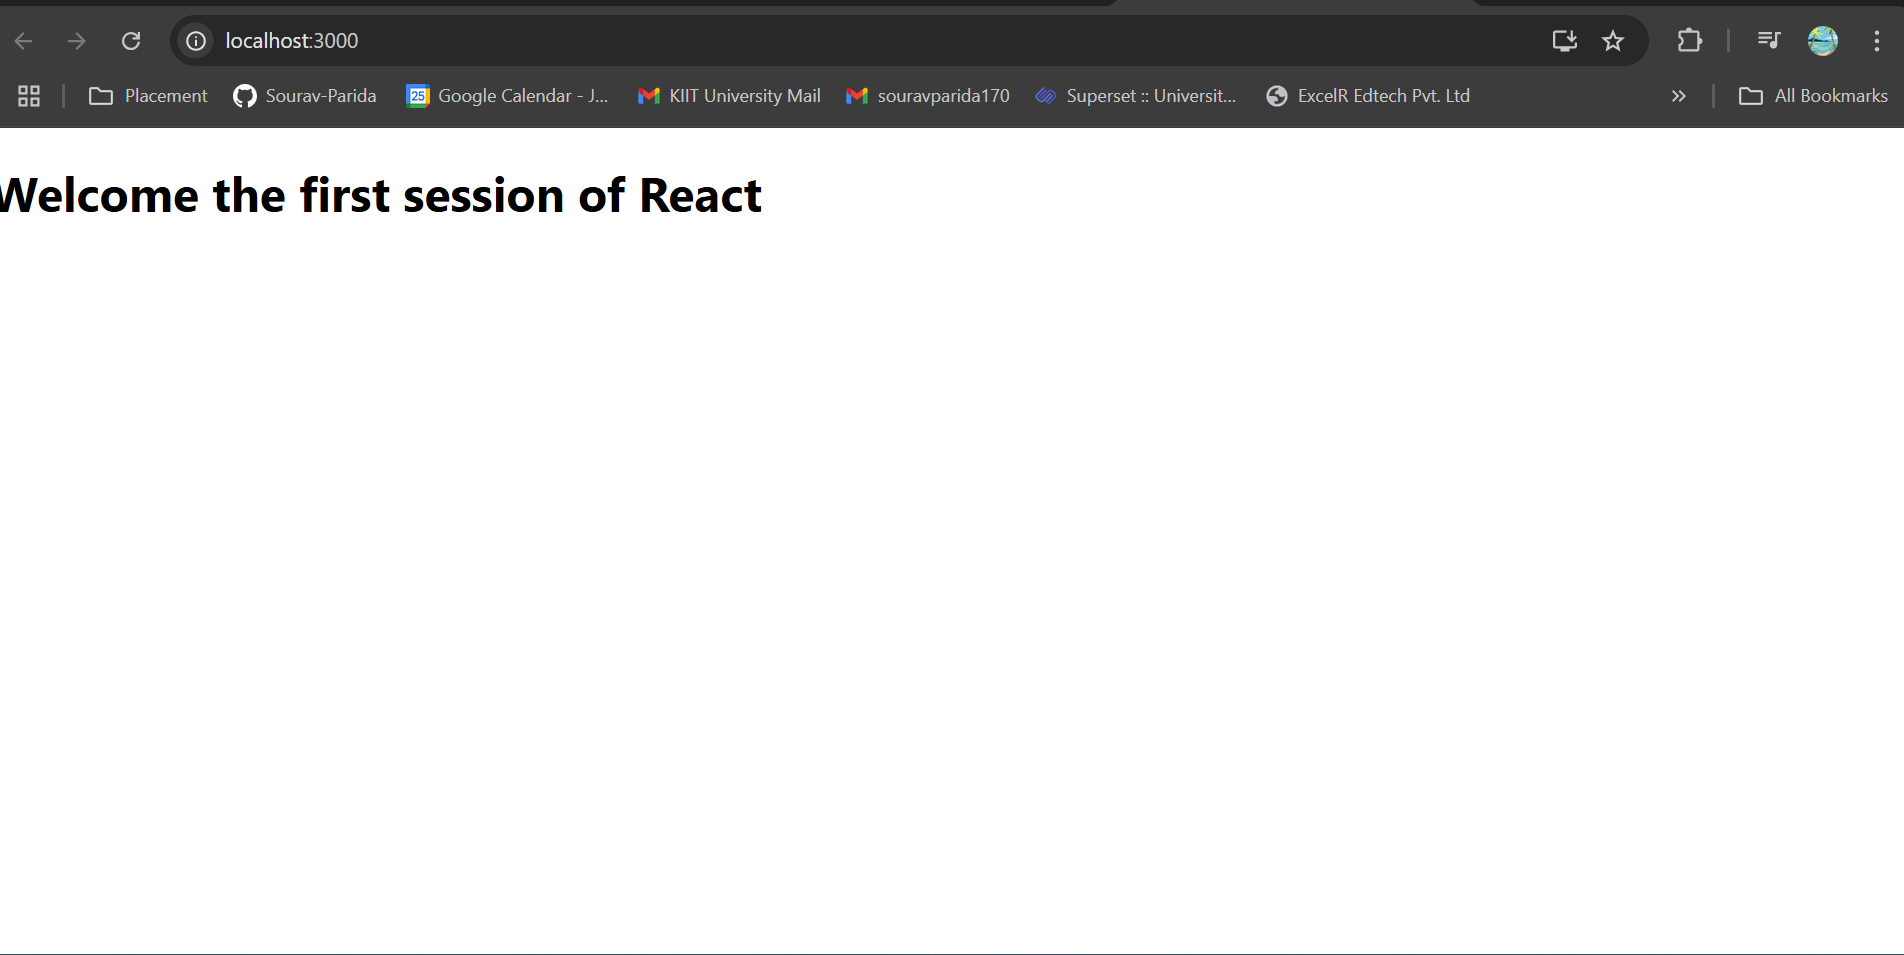 localhost:3000
Placement Sourav-Parida 25 Google Calendar - J... KIIT University Mail souravparida170 Superset :: Universit... ExcelR Edtech Pvt. Ltd All Bookmarks
Welcome the first session of React